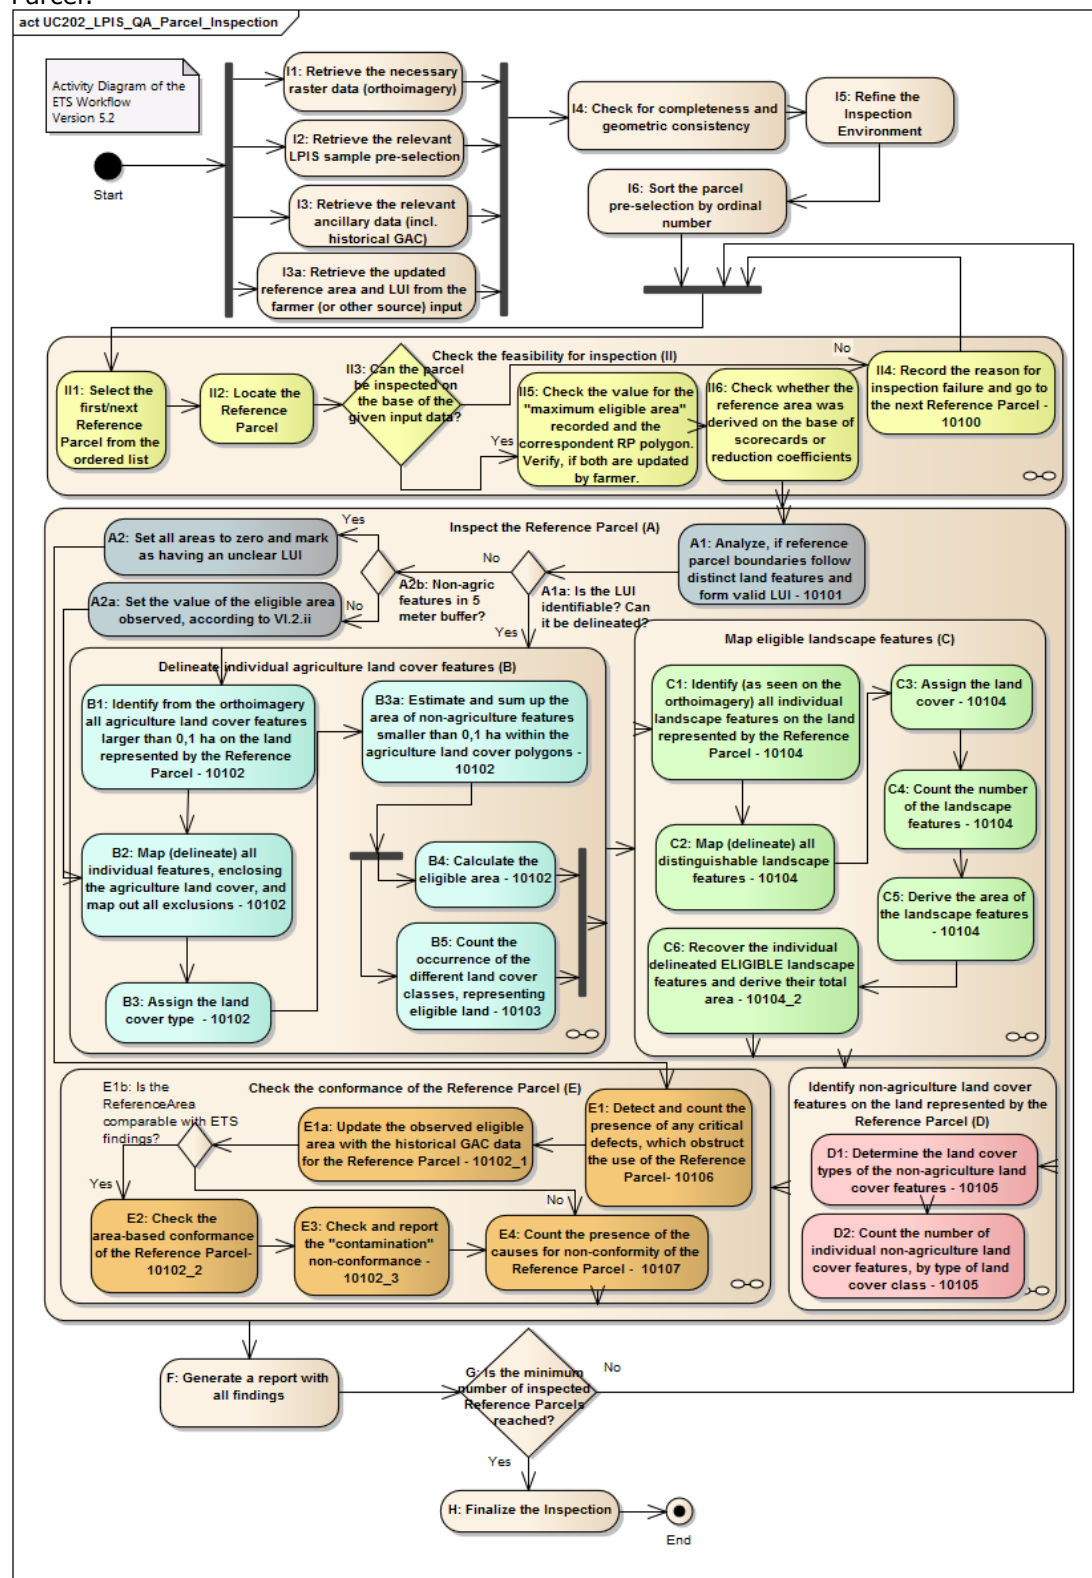 Parcel.
act UC202_LPIS_QA_Parcel_Inspection
Activity Diagram of the
ETS Workflow
Version 5.2
Start
I1: Retrieve the necessary
raster data (orthoimagery)
I2: Retrieve the relevant
LPIS sample pre-selection
I3: Retrieve the relevant
ancillary data (incl.
historical GAC)
I3a: Retrieve the updated
reference area and LUI from the
farmer (or other source) input
I4: Check for completeness and
geometric consistency
I5: Refine the
Inspection
Environment
I6: Sort the parcel
pre-selection by ordinal
number
Check the feasibility for inspection (II)
II1: Select the
first/next
Reference
Parcel from the
ordered list
II2: Locate the
Reference
Parcel
II3: Can the parcel
be inspected on
the base of the
given input data?
No
Yes
II5: Check the value for the
"maximum eligible area"
recorded and the
correspondent RP polygon.
Verify, if both are updated
by farmer.
II6: Check whether the
reference area was
derived on the base of
scorecards or
reduction coefficients
II4: Record the reason for
inspection failure and go to
the next Reference Parcel -
10100
Inspect the Reference Parcel (A)
A1: Analyze, if reference
parcel boundaries follow
distinct land features and
form valid LUI - 10101
A1a: Is the LUI
identifiable? Can
it be delineated?
No
Yes
A2b: Non-agric
features in 5
meter buffer?
Yes
No
A2: Set all areas to zero and mark
as having an unclear LUI
A2a: Set the value of the eligible area
observed, according to VI.2.ii
Delineate individual agriculture land cover features (B)
B1: Identify from the orthoimagery
all agriculture land cover features
larger than 0,1 ha on the land
represented by the Reference
Parcel - 10102
B2: Map (delineate) all
individual features, enclosing
the agriculture land cover, and
map out all exclusions - 10102
B3: Assign the land
cover type  - 10102
B3a: Estimate and sum up the
area of non-agriculture features
smaller than 0,1 ha within the
agriculture land cover polygons -
10102
B4: Calculate the
eligible area - 10102
B5: Count the
occurrence of the
different land cover
classes, representing
eligible land - 10103
Map eligible landscape features (C)
C1: Identify (as seen on the
orthoimagery) all individual
landscape features on the land
represented by the Reference
Parcel - 10104
C2: Map (delineate) all
distinguishable landscape
features - 10104
C3: Assign the land
cover - 10104
C4: Count the number
of the landscape
features - 10104
C5: Derive the area of
the landscape features
- 10104
C6: Recover the individual
delineated ELIGIBLE landscape
features and derive their total
area - 10104_2
Check the conformance of the Reference Parcel (E)
E1: Detect and count the
presence of any critical
defects, which obstruct
the use of the Reference
Parcel- 10106
E1a: Update the observed eligible
area with the historical GAC data
for the Reference Parcel - 10102_1
E1b: Is the
ReferenceArea
comparable with ETS
findings?
Yes
No
E2: Check the
area-based conformance
of the Reference Parcel-
10102_2
E3: Check and report
the "contamination"
non-conformance -
10102_3
E4: Count the presence of the
causes for non-conformity of the
Reference Parcel -  10107
Identify non-agriculture land cover
features on the land represented by the
Reference Parcel (D)
D1: Determine the land cover
types of the non-agriculture land
cover features - 10105
D2: Count the number of
individual non-agriculture land
cover features, by type of land
cover class - 10105
F: Generate a report with
all findings
G: Is the minimum
number of inspected
Reference Parcels
reached?
No
Yes
H: Finalize the Inspection
End